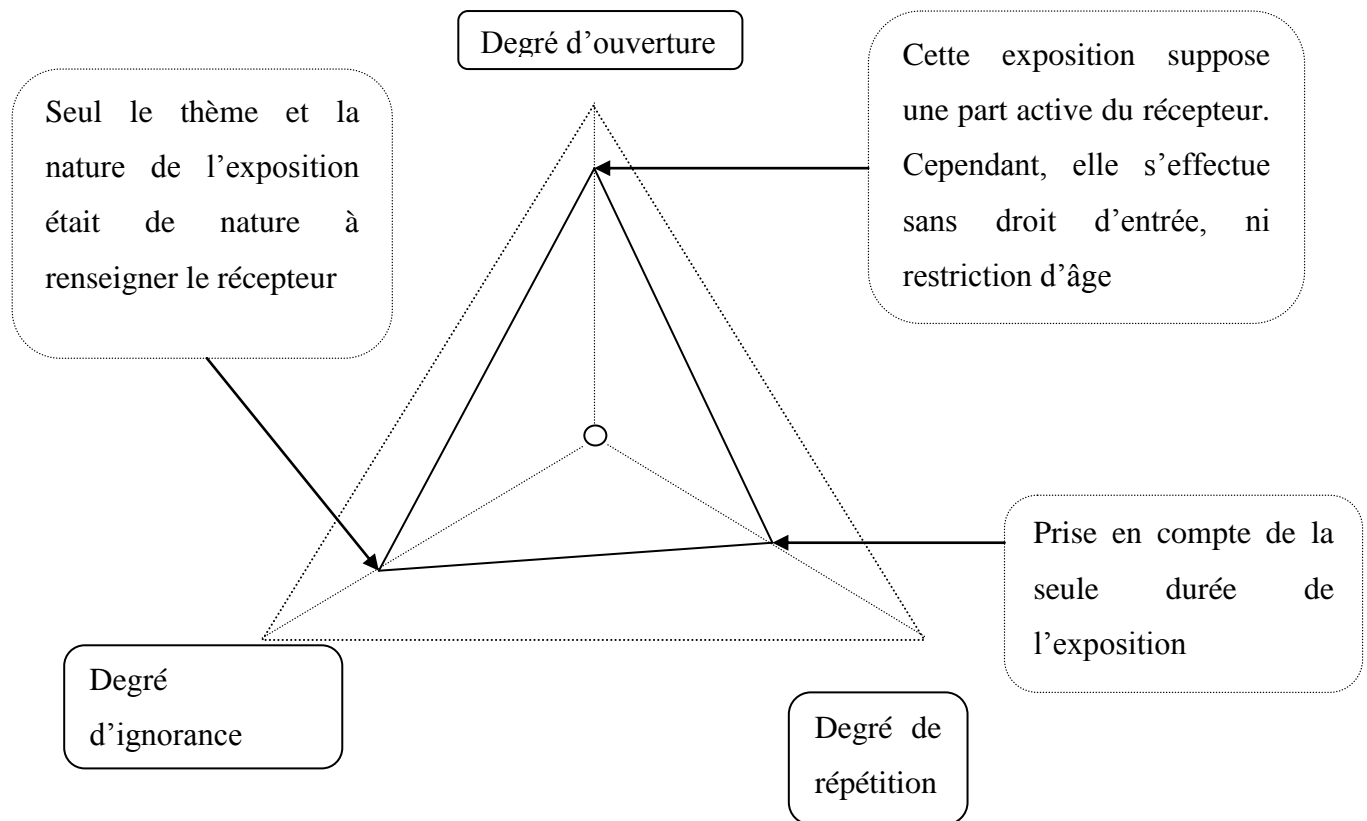 Degré d’ouverture
Seul le thème et la
nature de l’exposition
était de nature à
renseigner le récepteur
Cette exposition suppose
une part active du récepteur.
Cependant, elle s’effectue
sans droit d’entrée, ni
restriction d’âge
Prise en compte de la
seule durée de
l’exposition
Degré
d’ignorance
Degré de
répétition